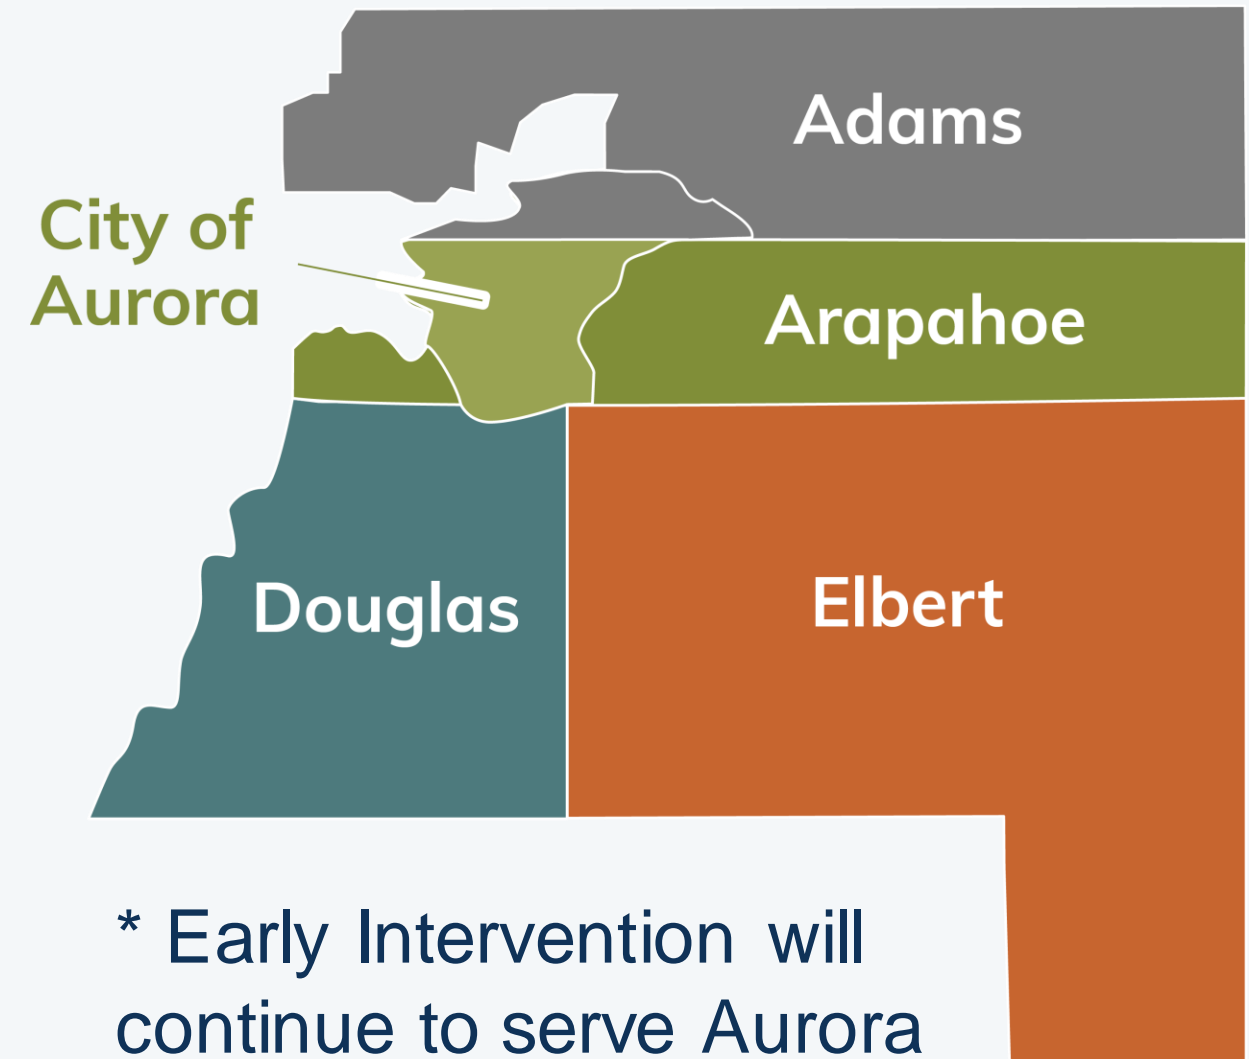 Adams
City of
Aurora
Arapahoe
Douglas
Elbert
* Early Intervention will
continue to serve Aurora